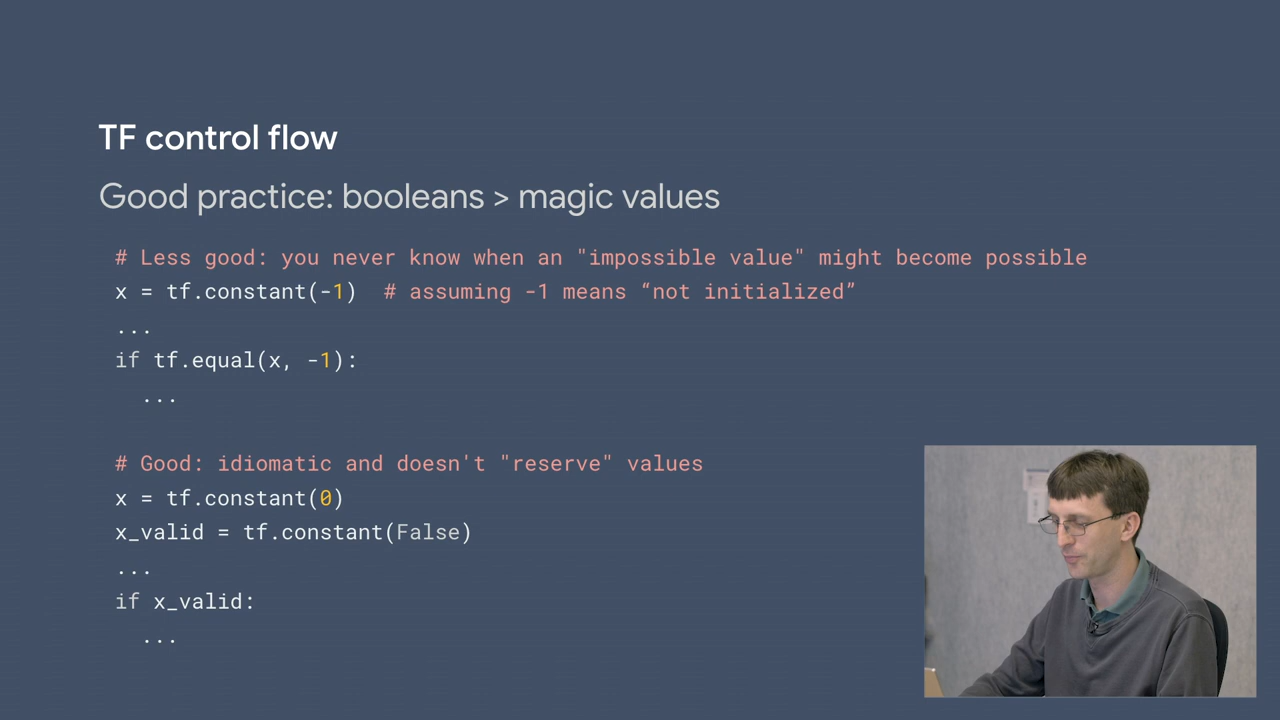 TF control flow
Good practice: booleans > magic values
# Less good: you never know when an "impossible value" might become possible
x = tf.constant(-1)  # assuming -1 means “not initialized”
...
if tf.equal(x, -1):
  ...
# Good: idiomatic and doesn't "reserve" values
x = tf.constant(0)
x_valid = tf.constant(False)
...
if x_valid:
  ...